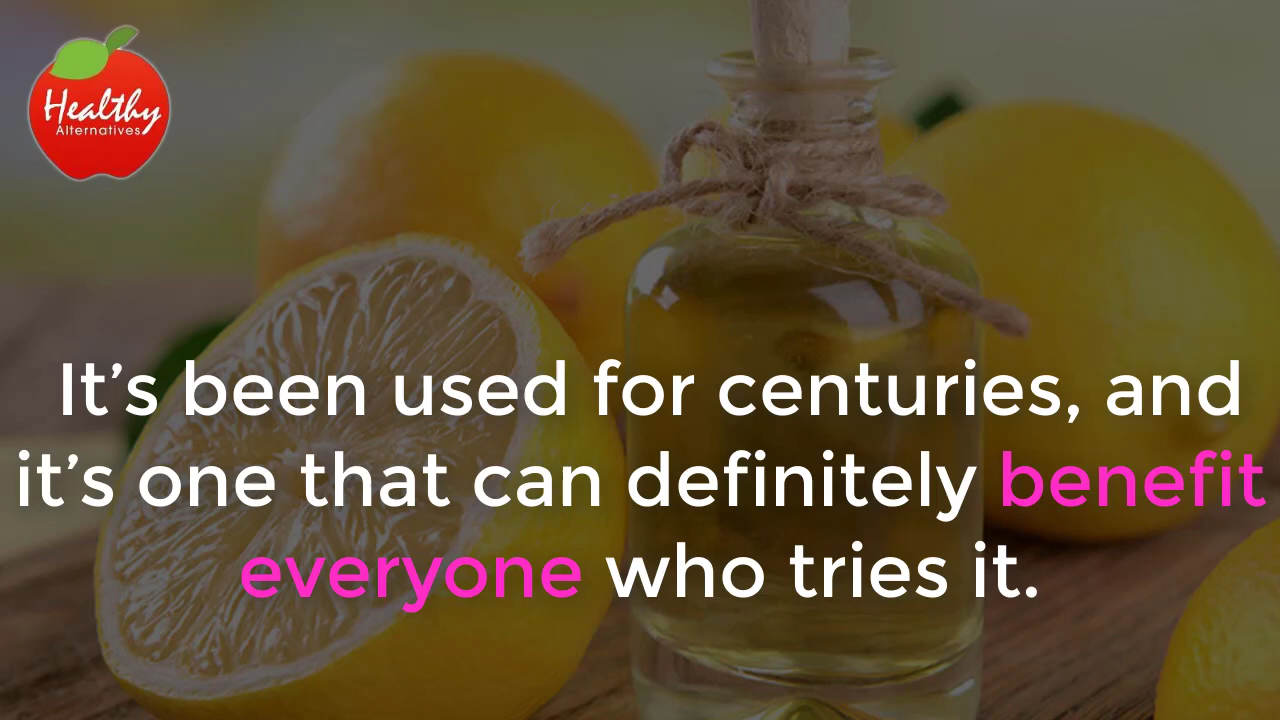 Healthy
Alternatives
It’s been used for centuries, and
it’s one that can definitely benefit
everyone who tries it.